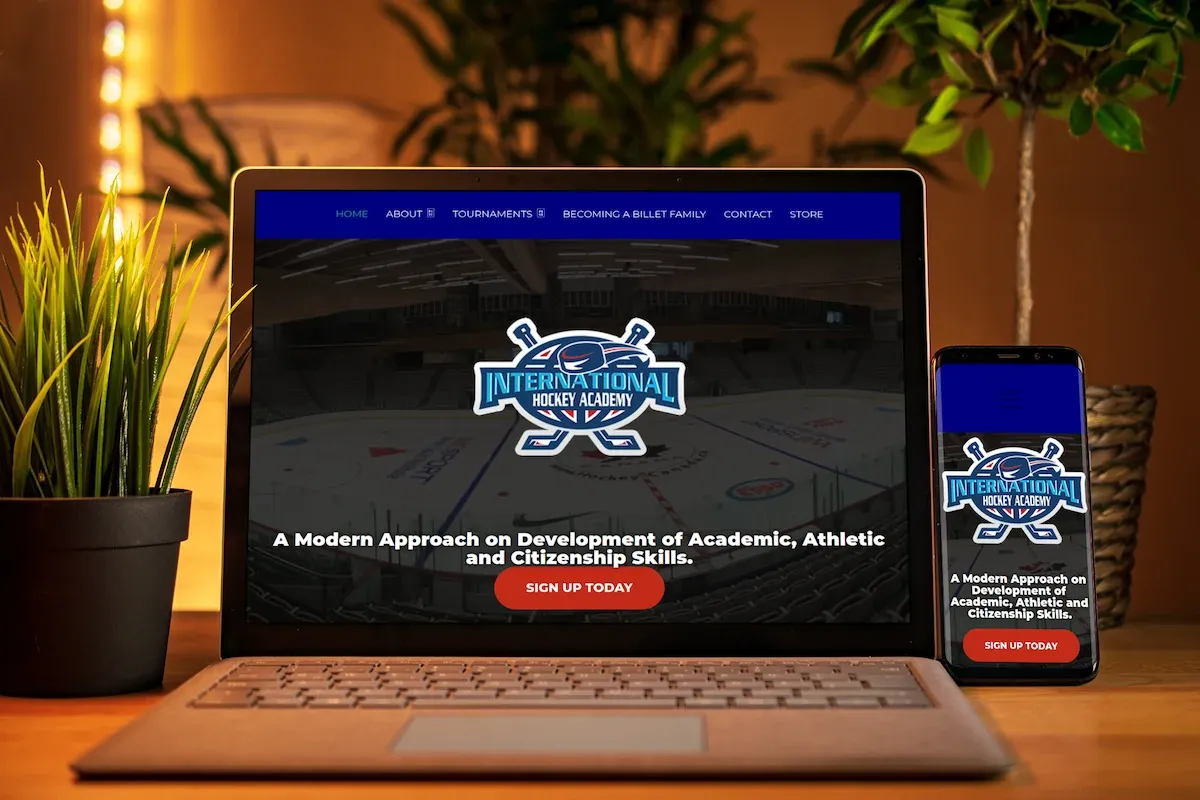 HOME ABOUT TOURNAMENTS BECOMING A BILLET FAMILY CONTACT STORE
INTERNATIONAL
HOCKEY ACADEMY
A Modern Approach on Development of Academic, Athletic
and Citizenship Skills.
SIGN UP TODAY
INTERNATIONAL
HOCKEY ACADEMY
A Modern Approach on
Development of
Academic, Athletic and
Citizenship Skills.
SIGN UP TODAY